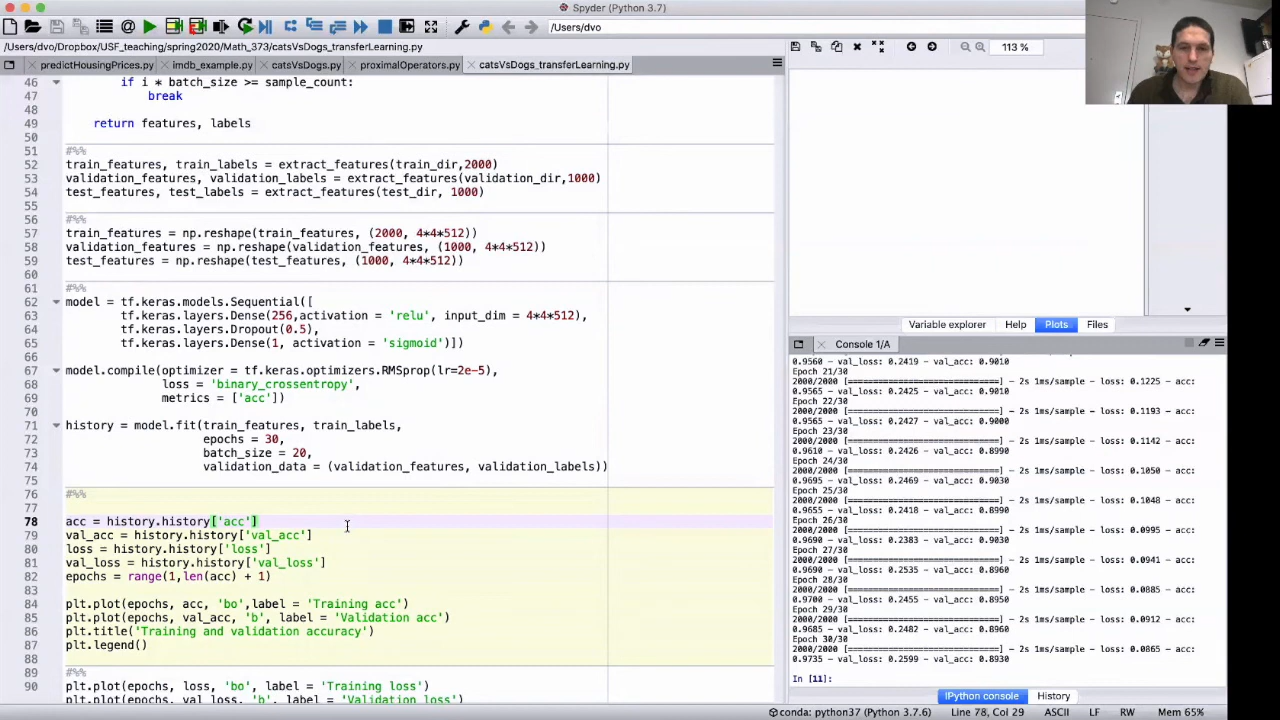 Spyder (Python 3.7)
/Users/dvo
/Users/dvo/Dropbox/USF_teaching/spring2020/Math_373/catsVsDogs_transferLearning.py
predictHousingPrices.py imdb_example.py catsVsDogs.py proximalOperators.py catsVsDogs_transferLearning.py
113 %
46 if i * batch_size >= sample_count:
47 break
48
49 return features, labels
50
51 #%%
52 train_features, train_labels = extract_features(train_dir,2000)
53 validation_features, validation_labels = extract_features(validation_dir,1000)
54 test_features, test_labels = extract_features(test_dir, 1000)
55
56 #%%
57 train_features = np.reshape(train_features, (2000, 4*4*512))
58 validation_features = np.reshape(validation_features, (1000, 4*4*512))
59 test_features = np.reshape(test_features, (1000, 4*4*512))
60
61 #%%
62 model = tf.keras.models.Sequential([
63 tf.keras.layers.Dense(256,activation = 'relu', input_dim = 4*4*512),
64 tf.keras.layers.Dropout(0.5),
65 tf.keras.layers.Dense(1, activation = 'sigmoid')])
66
67 model.compile(optimizer = tf.keras.optimizers.RMSprop(lr=2e-5),
68 loss = 'binary_crossentropy',
69 metrics = ['acc'])
70
71 history = model.fit(train_features, train_labels,
72 epochs = 30,
73 batch_size = 20,
74 validation_data = (validation_features, validation_labels))
75
76 #%%
77
78 acc = history.history['acc']
79 val_acc = history.history['val_acc']
80 loss = history.history['loss']
81 val_loss = history.history['val_loss']
82 epochs = range(1,len(acc) + 1)
83
84 plt.plot(epochs, acc, 'bo',label = 'Training acc')
85 plt.plot(epochs, val_acc, 'b', label = 'Validation acc')
86 plt.title('Training and validation accuracy')
87 plt.legend()
88
89 #%%
90 plt.plot(epochs, loss, 'bo', label = 'Training loss')
plt.plot(epochs, val_loss, 'b', label = 'Validation loss')
Variable explorer Help Plots Files
Console 1/A
0.9560 - val_loss: 0.2419 - val_acc: 0.9010
Epoch 21/30
2000/2000 [==============================] - 2s 1ms/sample - loss: 0.1225 - acc:
0.9565 - val_loss: 0.2425 - val_acc: 0.9010
Epoch 22/30
2000/2000 [==============================] - 2s 1ms/sample - loss: 0.1193 - acc:
0.9565 - val_loss: 0.2427 - val_acc: 0.9000
Epoch 23/30
2000/2000 [==============================] - 2s 1ms/sample - loss: 0.1142 - acc:
0.9610 - val_loss: 0.2426 - val_acc: 0.8990
Epoch 24/30
2000/2000 [==============================] - 2s 1ms/sample - loss: 0.1050 - acc:
0.9695 - val_loss: 0.2469 - val_acc: 0.9030
Epoch 25/30
2000/2000 [==============================] - 2s 1ms/sample - loss: 0.1048 - acc:
0.9655 - val_loss: 0.2418 - val_acc: 0.8990
Epoch 26/30
2000/2000 [==============================] - 2s 1ms/sample - loss: 0.0995 - acc:
0.9690 - val_loss: 0.2383 - val_acc: 0.9030
Epoch 27/30
2000/2000 [==============================] - 2s 1ms/sample - loss: 0.0941 - acc:
0.9690 - val_loss: 0.2535 - val_acc: 0.8960
Epoch 28/30
2000/2000 [==============================] - 2s 1ms/sample - loss: 0.0885 - acc:
0.9700 - val_loss: 0.2455 - val_acc: 0.8950
Epoch 29/30
2000/2000 [==============================] - 2s 1ms/sample - loss: 0.0912 - acc:
0.9685 - val_loss: 0.2482 - val_acc: 0.8960
Epoch 30/30
2000/2000 [==============================] - 2s 1ms/sample - loss: 0.0865 - acc:
0.9735 - val_loss: 0.2599 - val_acc: 0.8930
In [11]:
IPython console History
conda: python37 (Python 3.7.6) Line 78, Col 29 ASCII LF RW Mem 65%